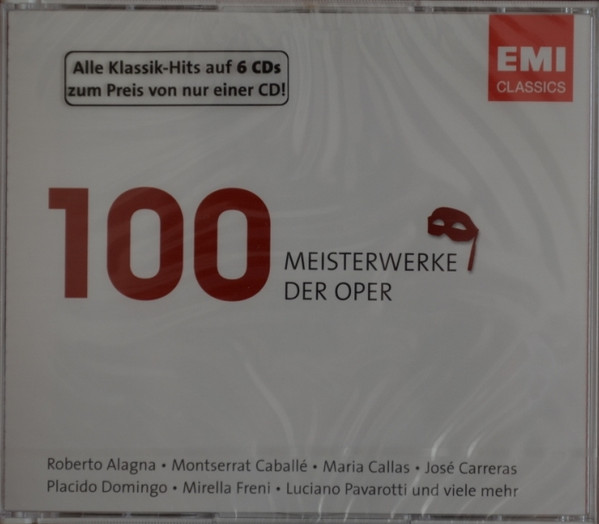 Alle Klassik-Hits auf 6 CDs
zum Preis von nur einer CD!
EMI
CLASSICS
100
MEISTERWERKE
DER OPER
Roberto Alagna • Montserrat Caballé • Maria Callas • José Carreras
Placido Domingo • Mirella Freni • Luciano Pavarotti und viele mehr